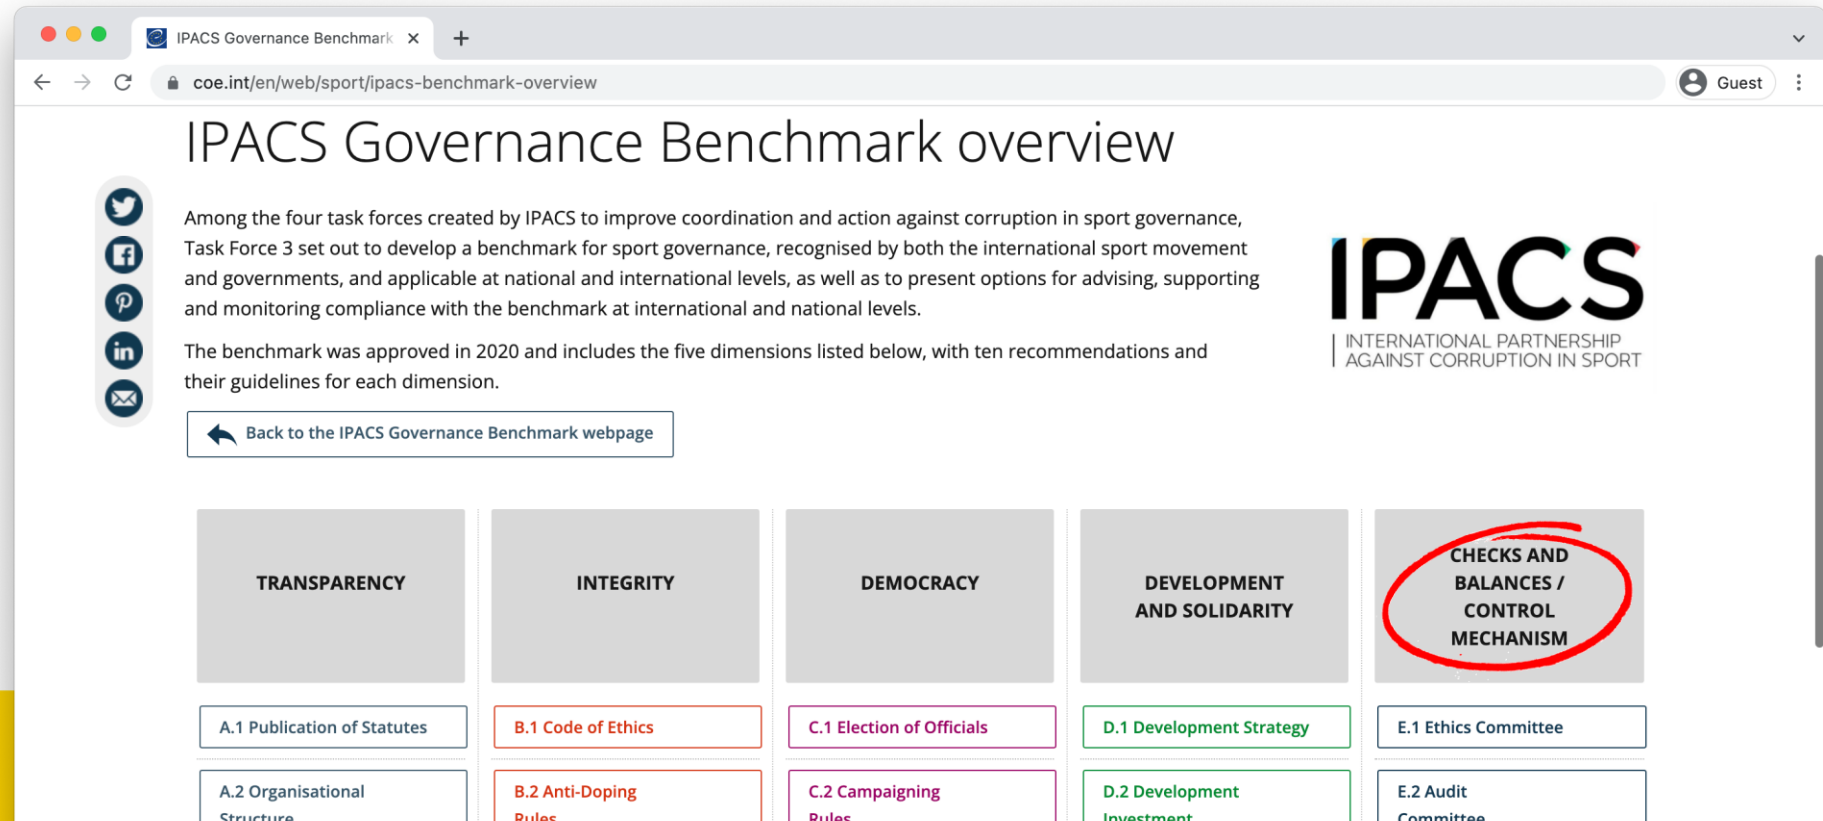 IPACS Governance Benchmark
coe.int/en/web/sport/ipacs-benchmark-overview
Guest
IPACS Governance Benchmark overview
Among the four task forces created by IPACS to improve coordination and action against corruption in sport governance,
Task Force 3 set out to develop a benchmark for sport governance, recognised by both the international sport movement
and governments, and applicable at national and international levels, as well as to present options for advising, supporting
and monitoring compliance with the benchmark at international and national levels.
The benchmark was approved in 2020 and includes the five dimensions listed below, with ten recommendations and
their guidelines for each dimension.
IPACS
INTERNATIONAL PARTNERSHIP
AGAINST CORRUPTION IN SPORT
Back to the IPACS Governance Benchmark webpage
TRANSPARENCY
INTEGRITY
DEMOCRACY
DEVELOPMENT
AND SOLIDARITY
CHECKS AND
BALANCES /
CONTROL
MECHANISM
A.1 Publication of Statutes
B.1 Code of Ethics
C.1 Election of Officials
D.1 Development Strategy
E.1 Ethics Committee
A.2 Organisational
Structure
B.2 Anti-Doping
Rules
C.2 Campaigning
Rules
D.2 Development
Investment
E.2 Audit
Committee